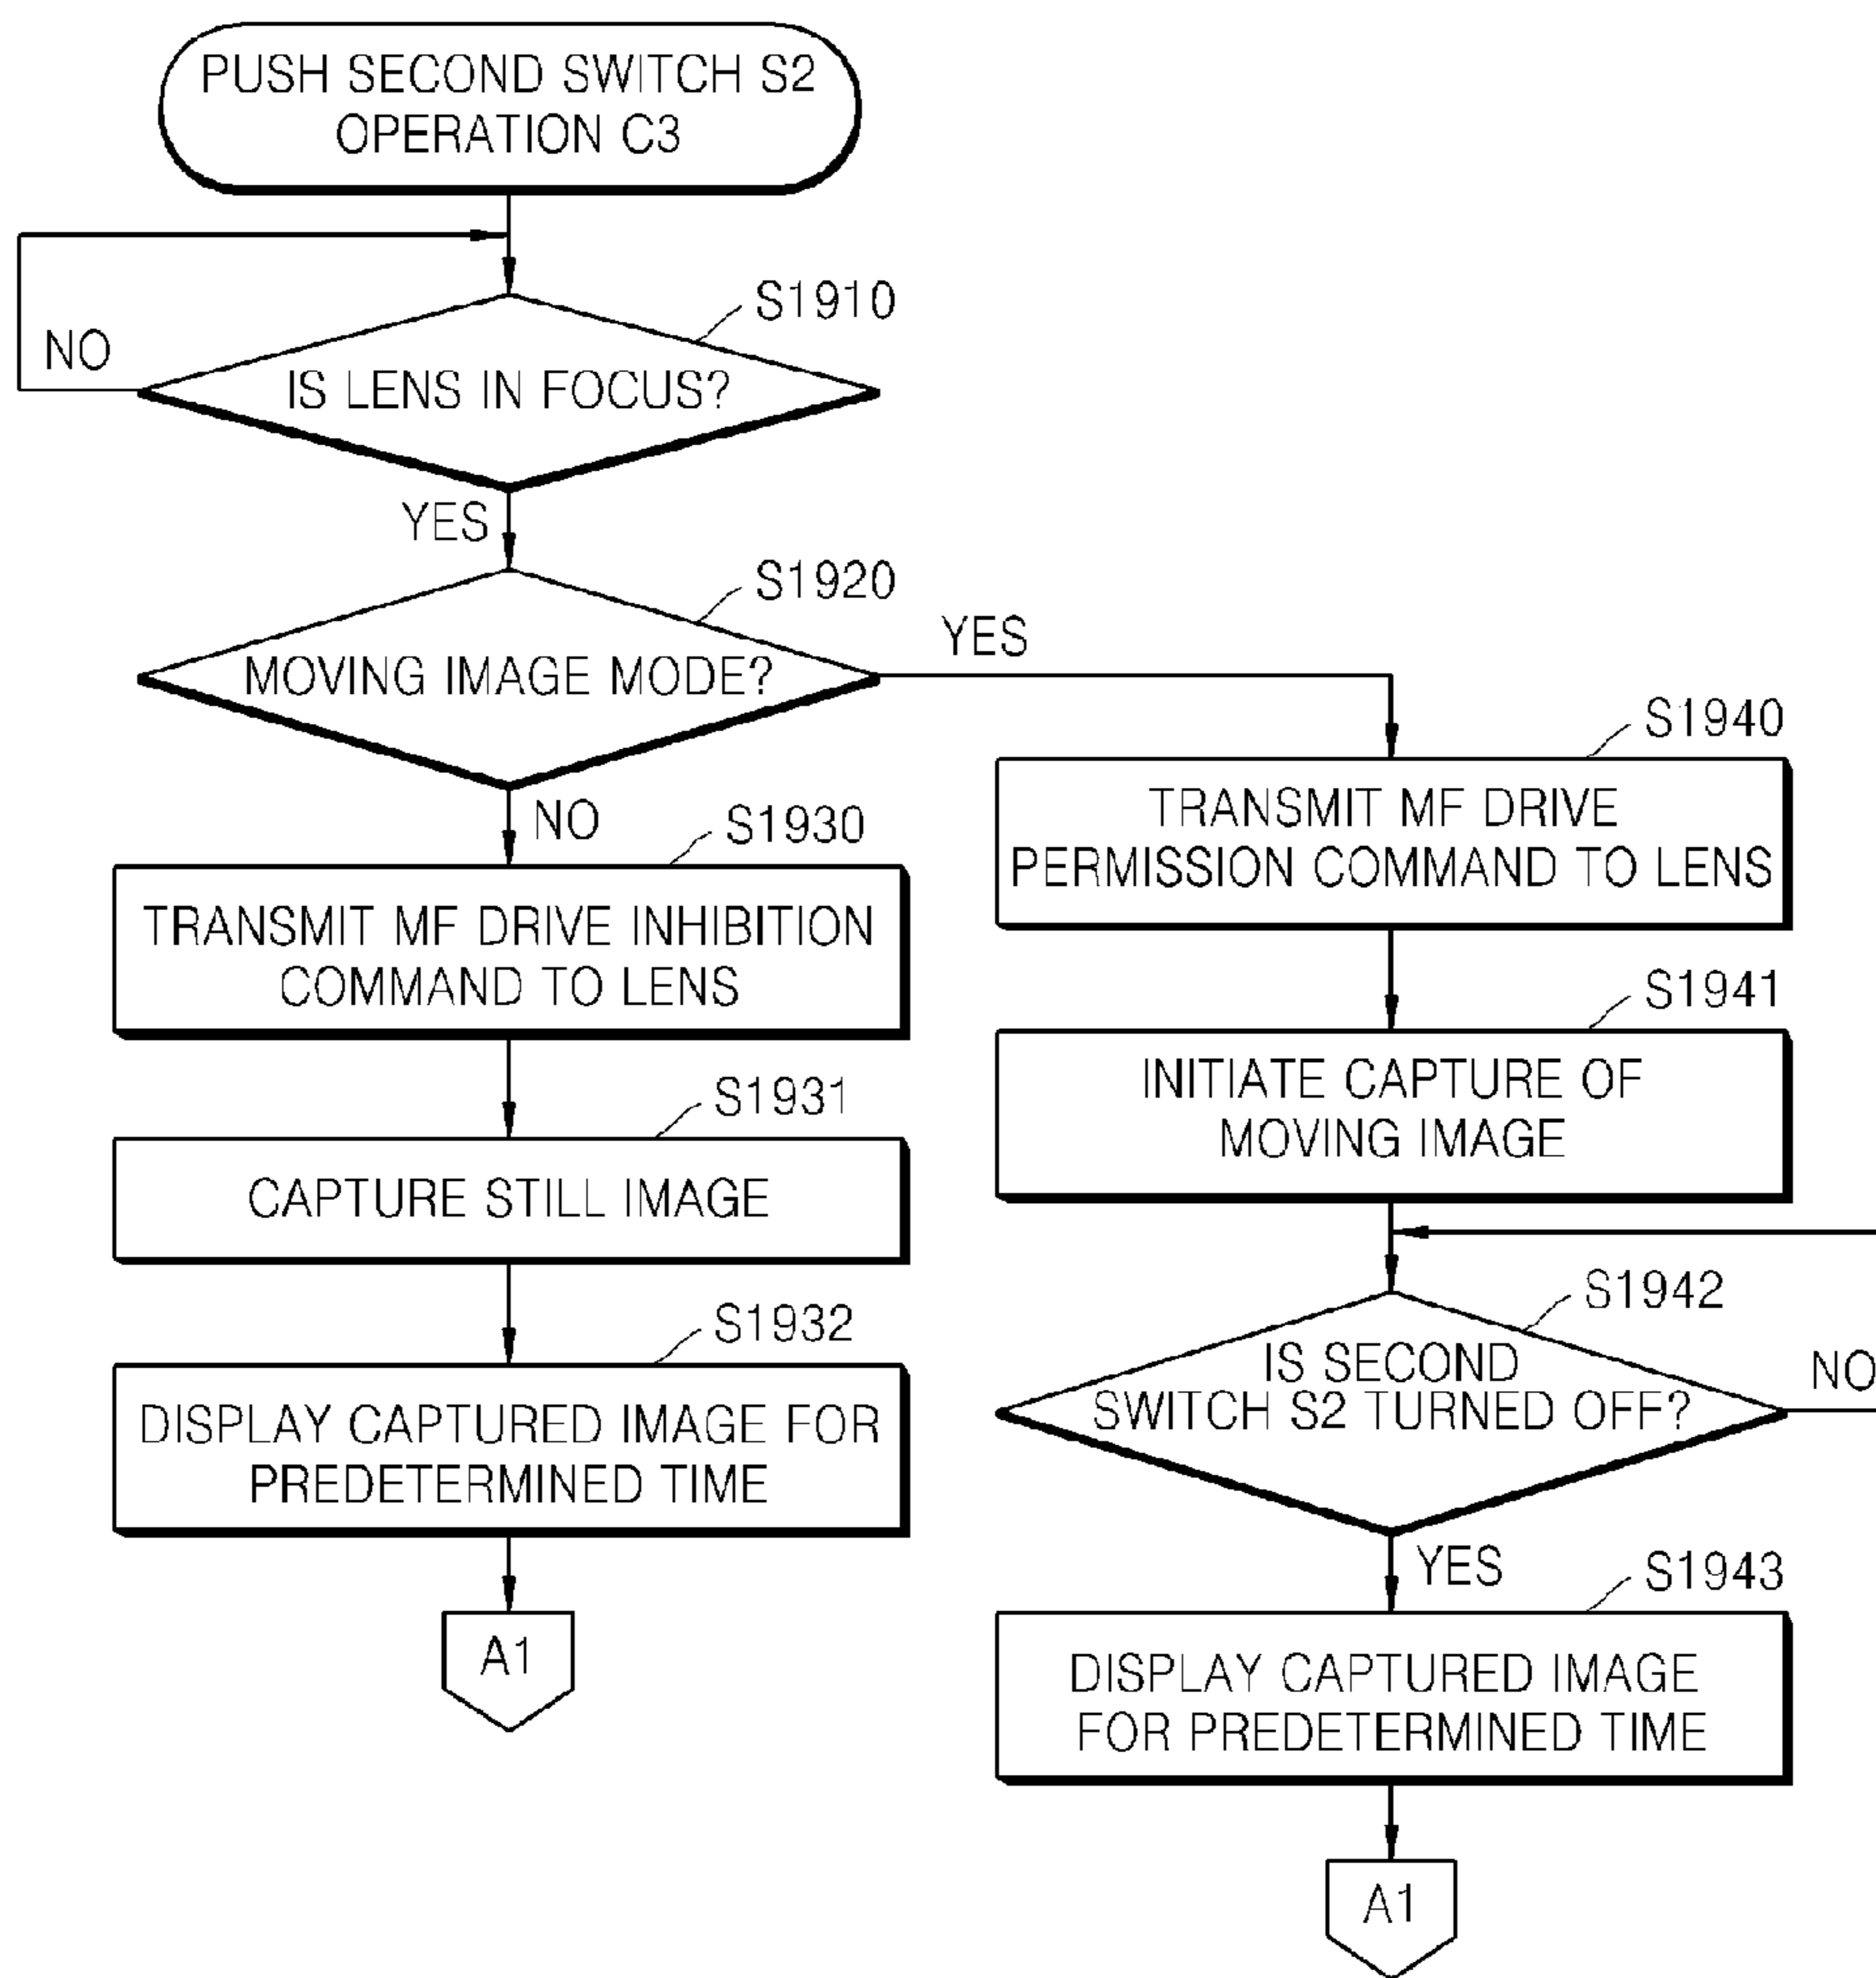 PUSH SECOND SWITCH S2
OPERATION C3
S1910
NO
IS LENS IN FOCUS?
YES
S1920
MOVING IMAGE MODE?
YES
NO
S1930
TRANSMIT MF DRIVE INHIBITION
COMMAND TO LENS
S1931
CAPTURE STILL IMAGE
S1932
DISPLAY CAPTURED IMAGE FOR
PREDETERMINED TIME
A1
S1940
TRANSMIT MF DRIVE
PERMISSION COMMAND TO LENS
S1941
INITIATE CAPTURE OF
MOVING IMAGE
S1942
IS SECOND
SWITCH S2 TURNED OFF?
NO
YES
S1943
DISPLAY CAPTURED IMAGE
FOR PREDETERMINED TIME
A1